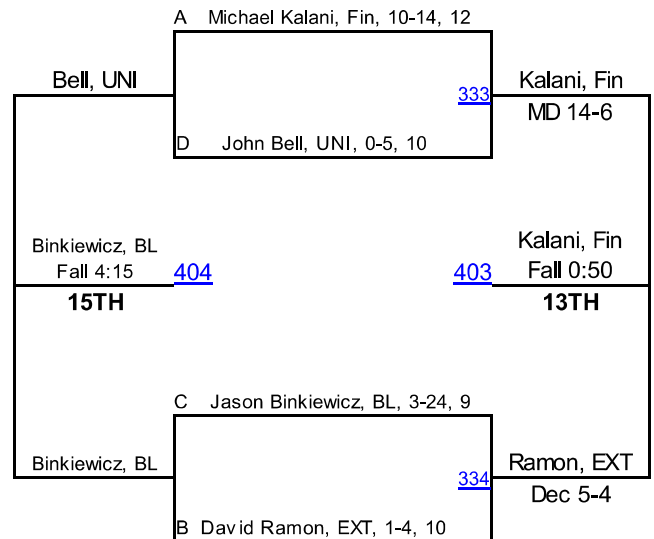 A Michael Kalani, Fin, 10-14, 12
Bell, UNI
333
Kalani, Fin
MD 14-6
D John Bell, UNI, 0-5, 10
Binkiewicz, BL
Fall 4:15
15TH
404
403
Kalani, Fin
Fall 0:50
13TH
C Jason Binkiewicz, BL, 3-24, 9
Binkiewicz, BL
334
Ramon, EXT
Dec 5-4
B David Ramon, EXT, 1-4, 10